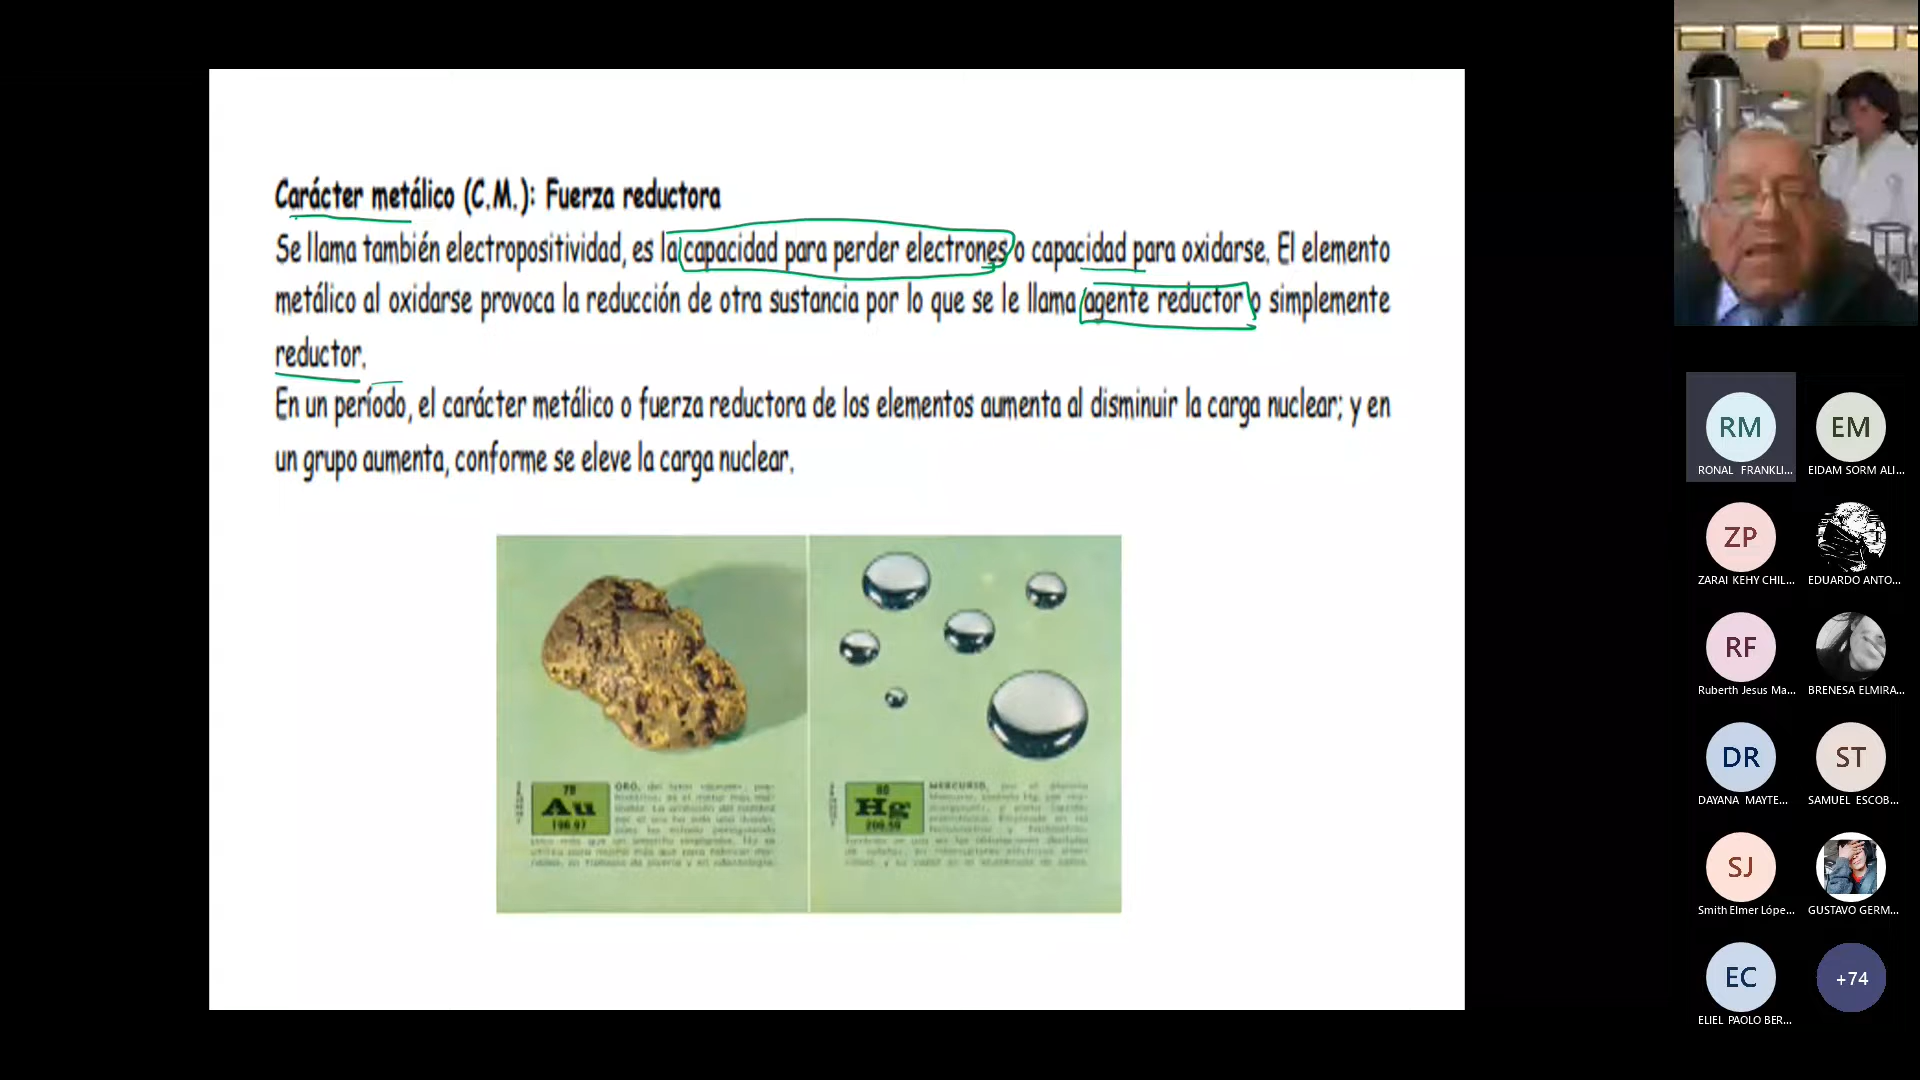 Carácter metálico (C.M.): Fuerza reductora
Se llama también electropositividad, es la capacidad para perder electrones o capacidad para oxidarse. El elemento
metálico al oxidarse provoca la reducción de otra sustancia por lo que se le llama agente reductor o simplemente
reductor.
En un período, el carácter metálico o fuerza reductora de los elementos aumenta al disminuir la carga nuclear; y en
un grupo aumenta, conforme se eleve la carga nuclear.
79
Au
196.97
ORO,
80
Hg
200.59
MERCURIO,
RM
RONAL FRANKLI...
EM
EIDAM SORM ALI...
ZP
ZARAI KEHY CHIL...
EDUARDO ANTO...
RF
Ruberth Jesus Ma...
BRENESA ELMIRA...
DR
DAYANA MAYTE...
ST
SAMUEL ESCOB...
SJ
Smith Elmer Lópe...
GUSTAVO GERM...
EC
ELIEL PAOLO BER...
+74